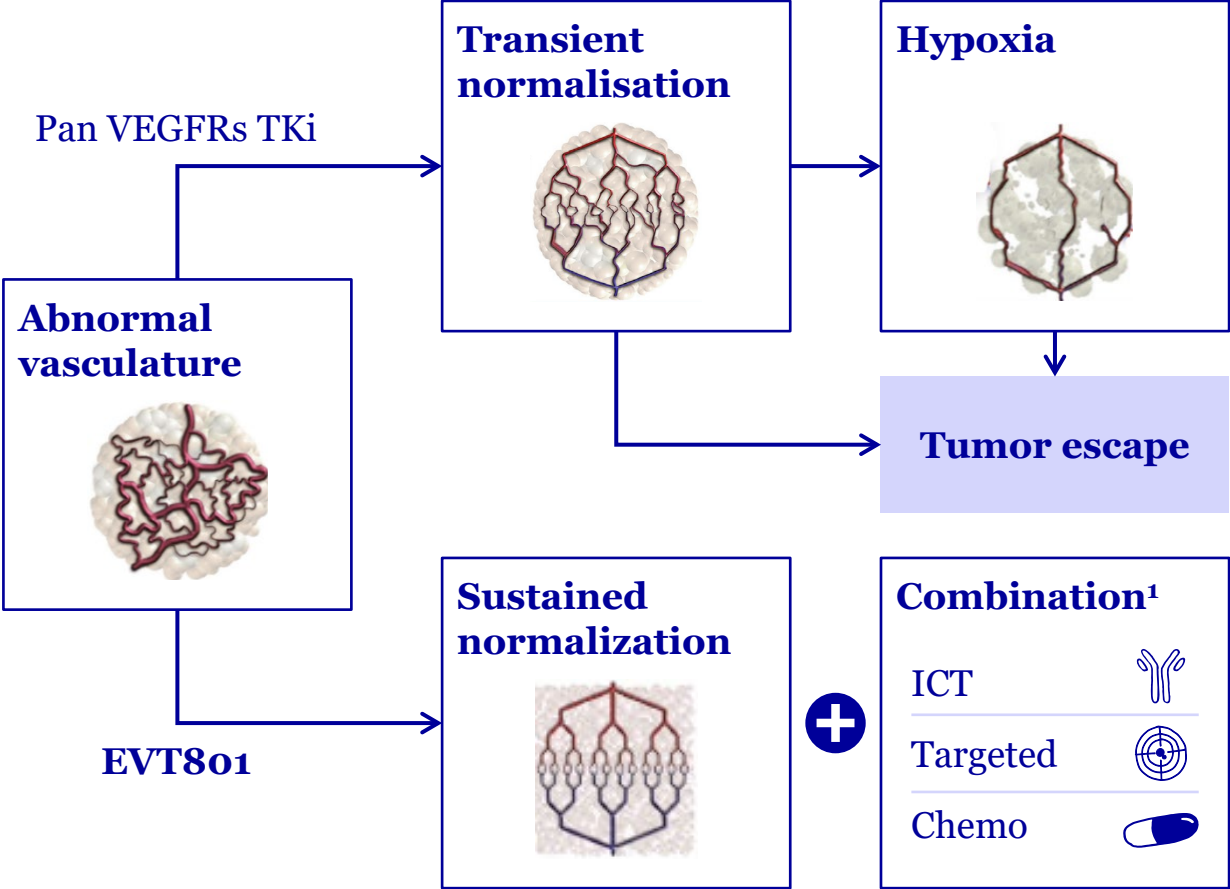 Transient
normalisation
Hypoxia
Pan VEGFRs TKi
Abnormal
vasculature
Tumor escape
Sustained
normalization
Combination¹
ICT
Targeted
Chemo
EVT801